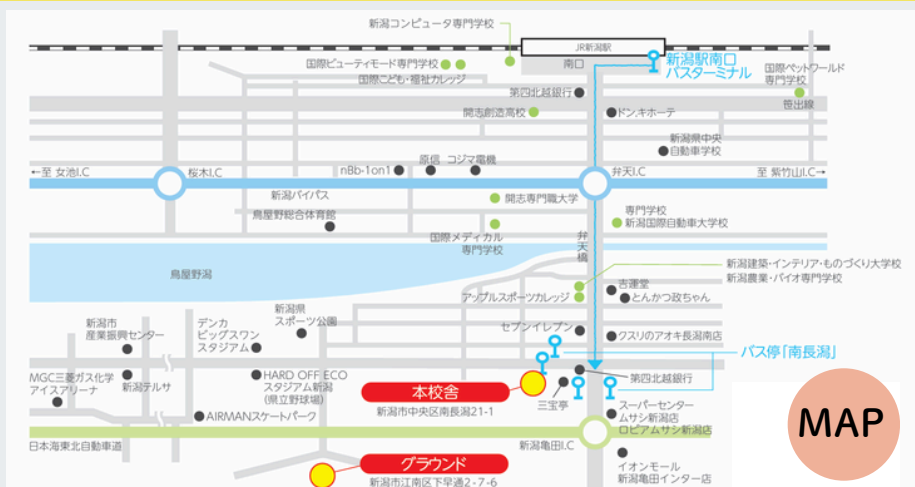 新潟コンピュータ専門学校
JR新潟駅
南口
新潟駅南口
バスターミナル
国際ビューティモード専門学校
国際こども・福祉カレッジ
国際ペットワールド
専門学校
第四北越銀行
笹出線
開志創造高校
ドン.キホーテ
新潟県中央
自動車学校
原信
コジマ電機
nBb-1on1
←至 女池I.C
桜木I.C
弁天I.C
至 紫竹山I.C→
新潟バイパス
開志専門職大学
鳥屋野総合体育館
専門学校
新潟国際自動車大学校
国際メディカル
専門学校
弁天橋
鳥屋野潟
新潟建築・インテリア・ものづくり大学校
新潟農業・バイオ専門学校
吉運堂
アップルスポーツカレッジ
とんかつ政ちゃん
新潟県
スポーツ公園
新潟市
産業振興センター
デンカ
ビッグスワン
スタジアム
セブンイレブン
クスリのアオキ長潟南店
バス停「南長潟」
第四北越銀行
MGC三菱ガス化学
アイスアリーナ
新潟テルサ
HARD OFF ECO
スタジアム新潟
(県立野球場)
本校舎
新潟市中央区南長潟21-1
三宝亭
AIRMANスケートパーク
スーパーセンター
ムサシ新潟店
ロピアムサシ新潟店
MAP
日本海東北自動車道
新潟亀田I.C
グラウンド
新潟市江南区下早通2-7-6
イオンモール
新潟亀田インター店